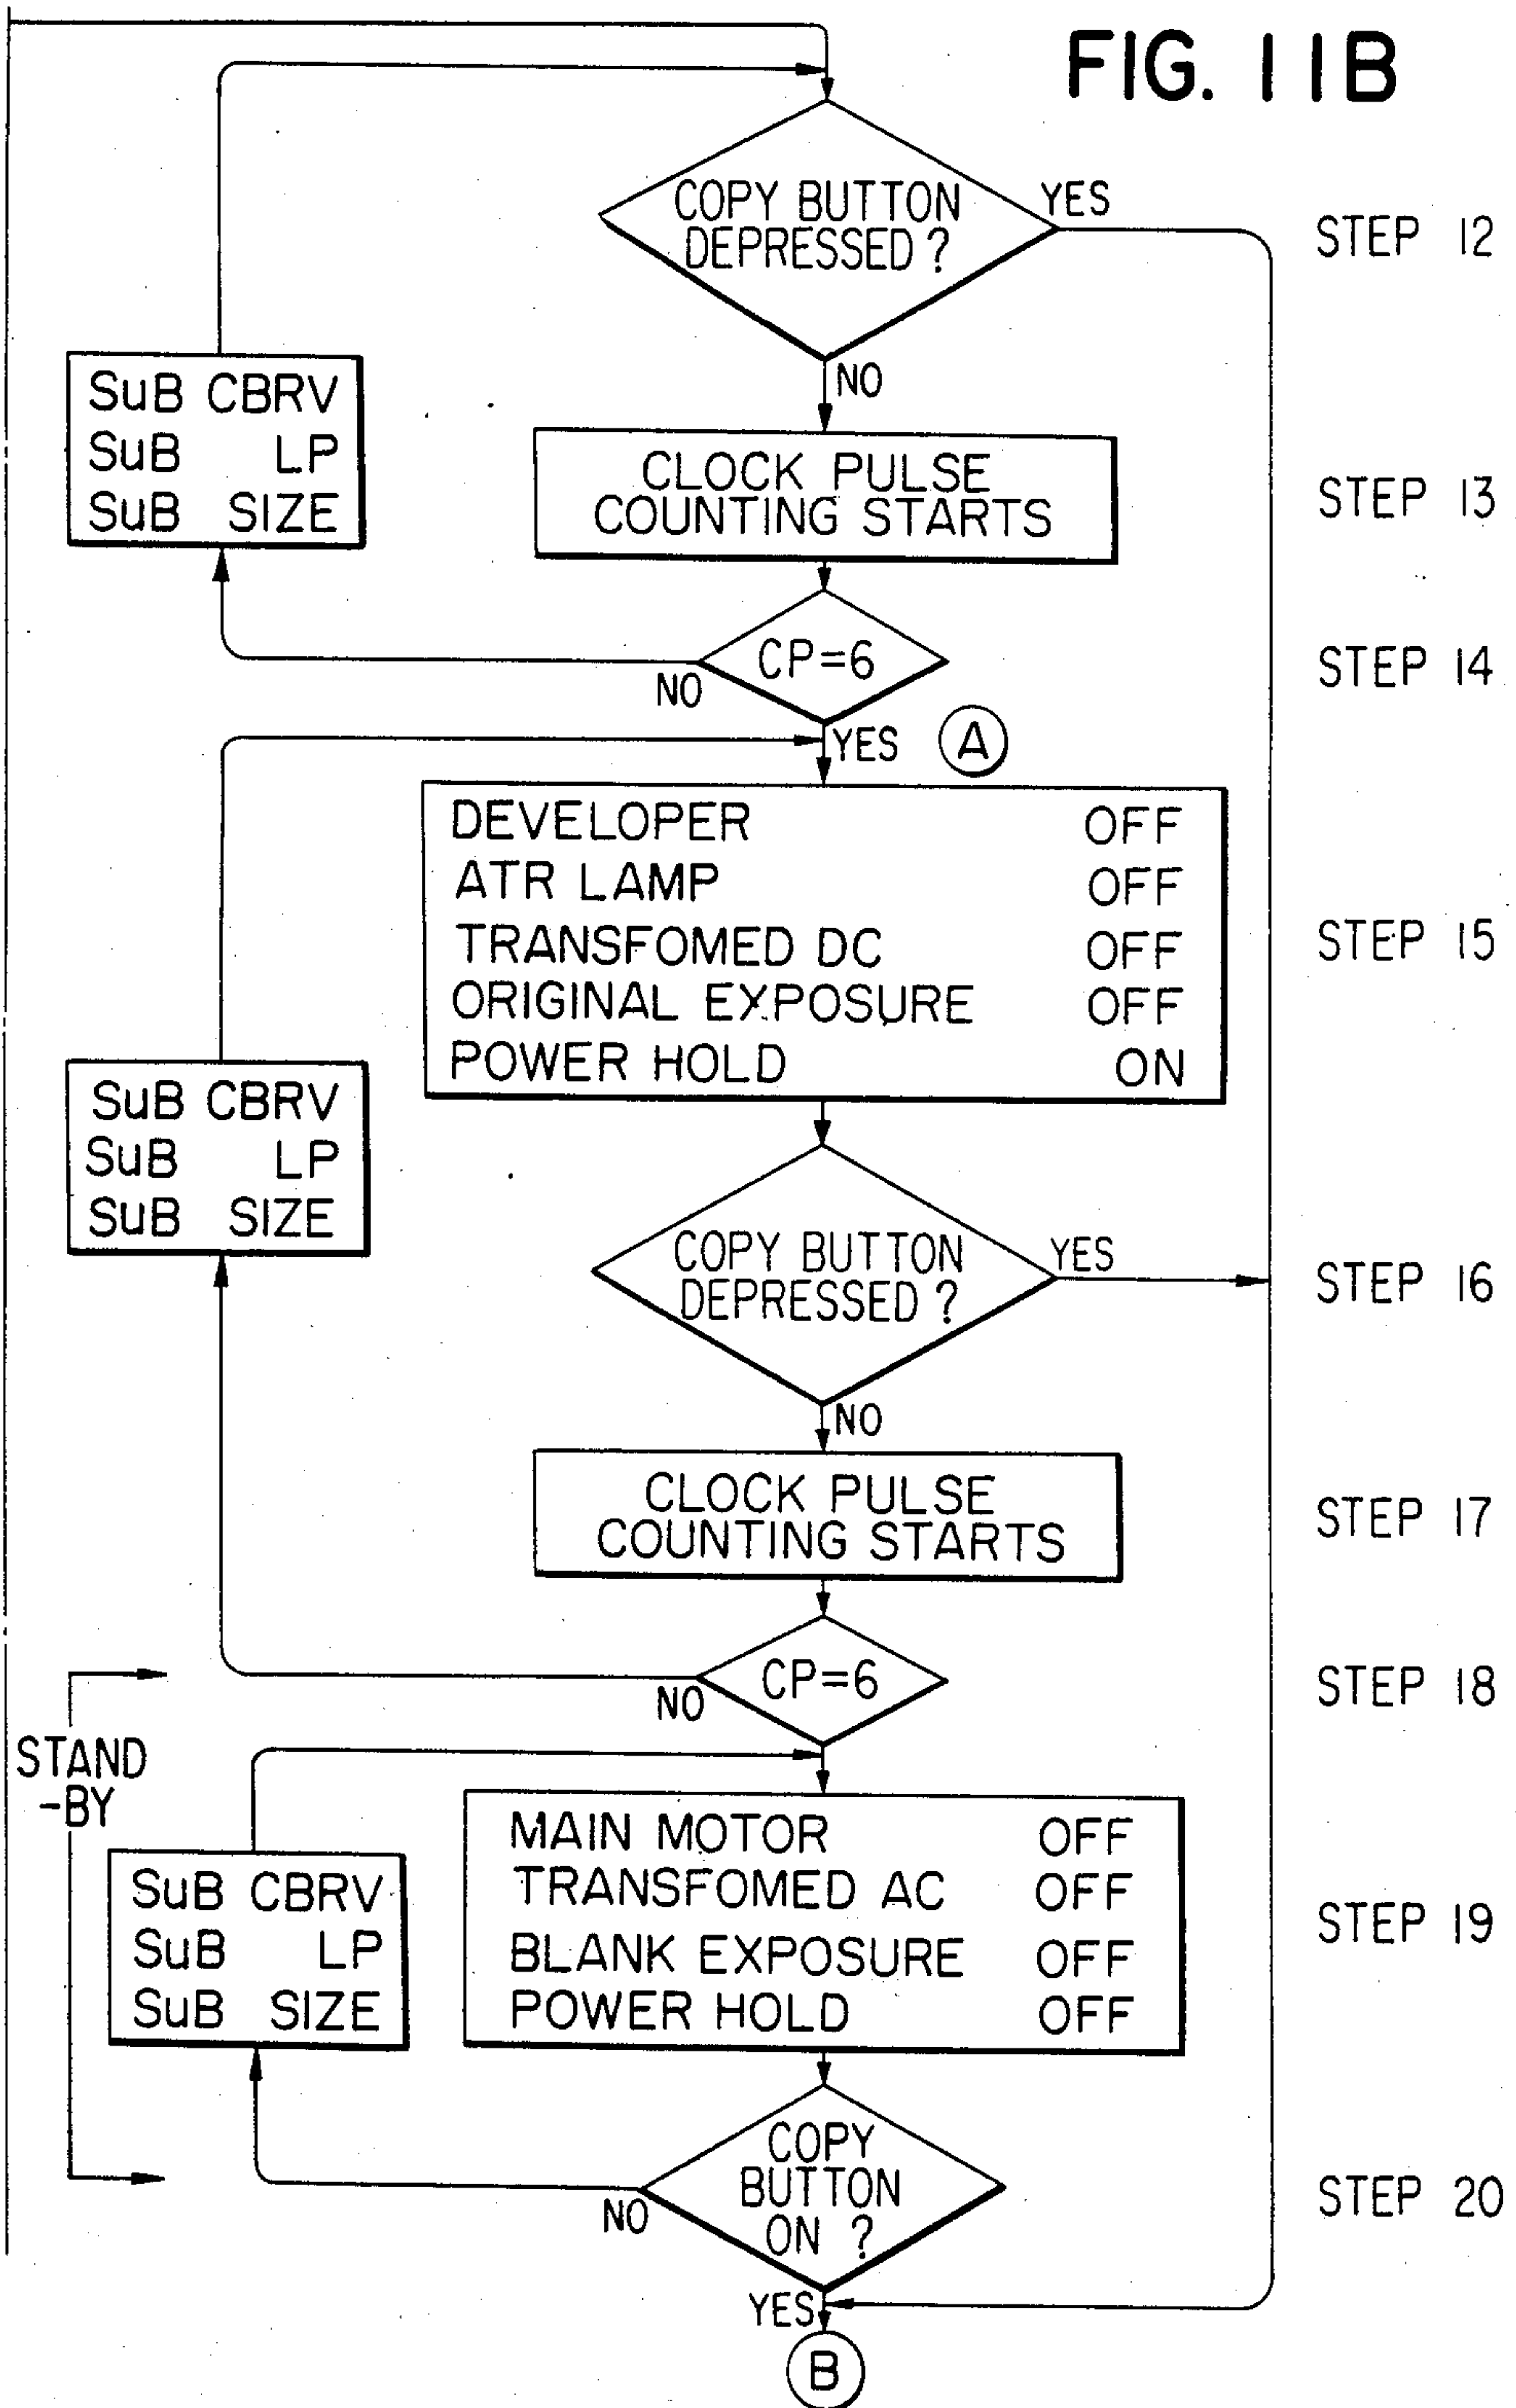 FIG. 11B
COPY BUTTON
DEPRESSED ?
YES
STEP 12
NO
SuB CBRV
SuB LP
SuB SIZE
CLOCK PULSE
COUNTING STARTS
STEP 13
CP=6
NO
STEP 14
YES
A
DEVELOPER OFF
ATR LAMP OFF
TRANSFOMED DC OFF
ORIGINAL EXPOSURE OFF
POWER HOLD ON
STEP 15
SuB CBRV
SuB LP
SuB SIZE
COPY BUTTON
DEPRESSED ?
YES
STEP 16
NO
CLOCK PULSE
COUNTING STARTS
STEP 17
CP=6
NO
STEP 18
STAND
-BY
MAIN MOTOR OFF
TRANSFOMED AC OFF
BLANK EXPOSURE OFF
POWER HOLD OFF
STEP 19
SuB CBRV
SuB LP
SuB SIZE
COPY
BUTTON
ON ?
NO
STEP 20
YES
B